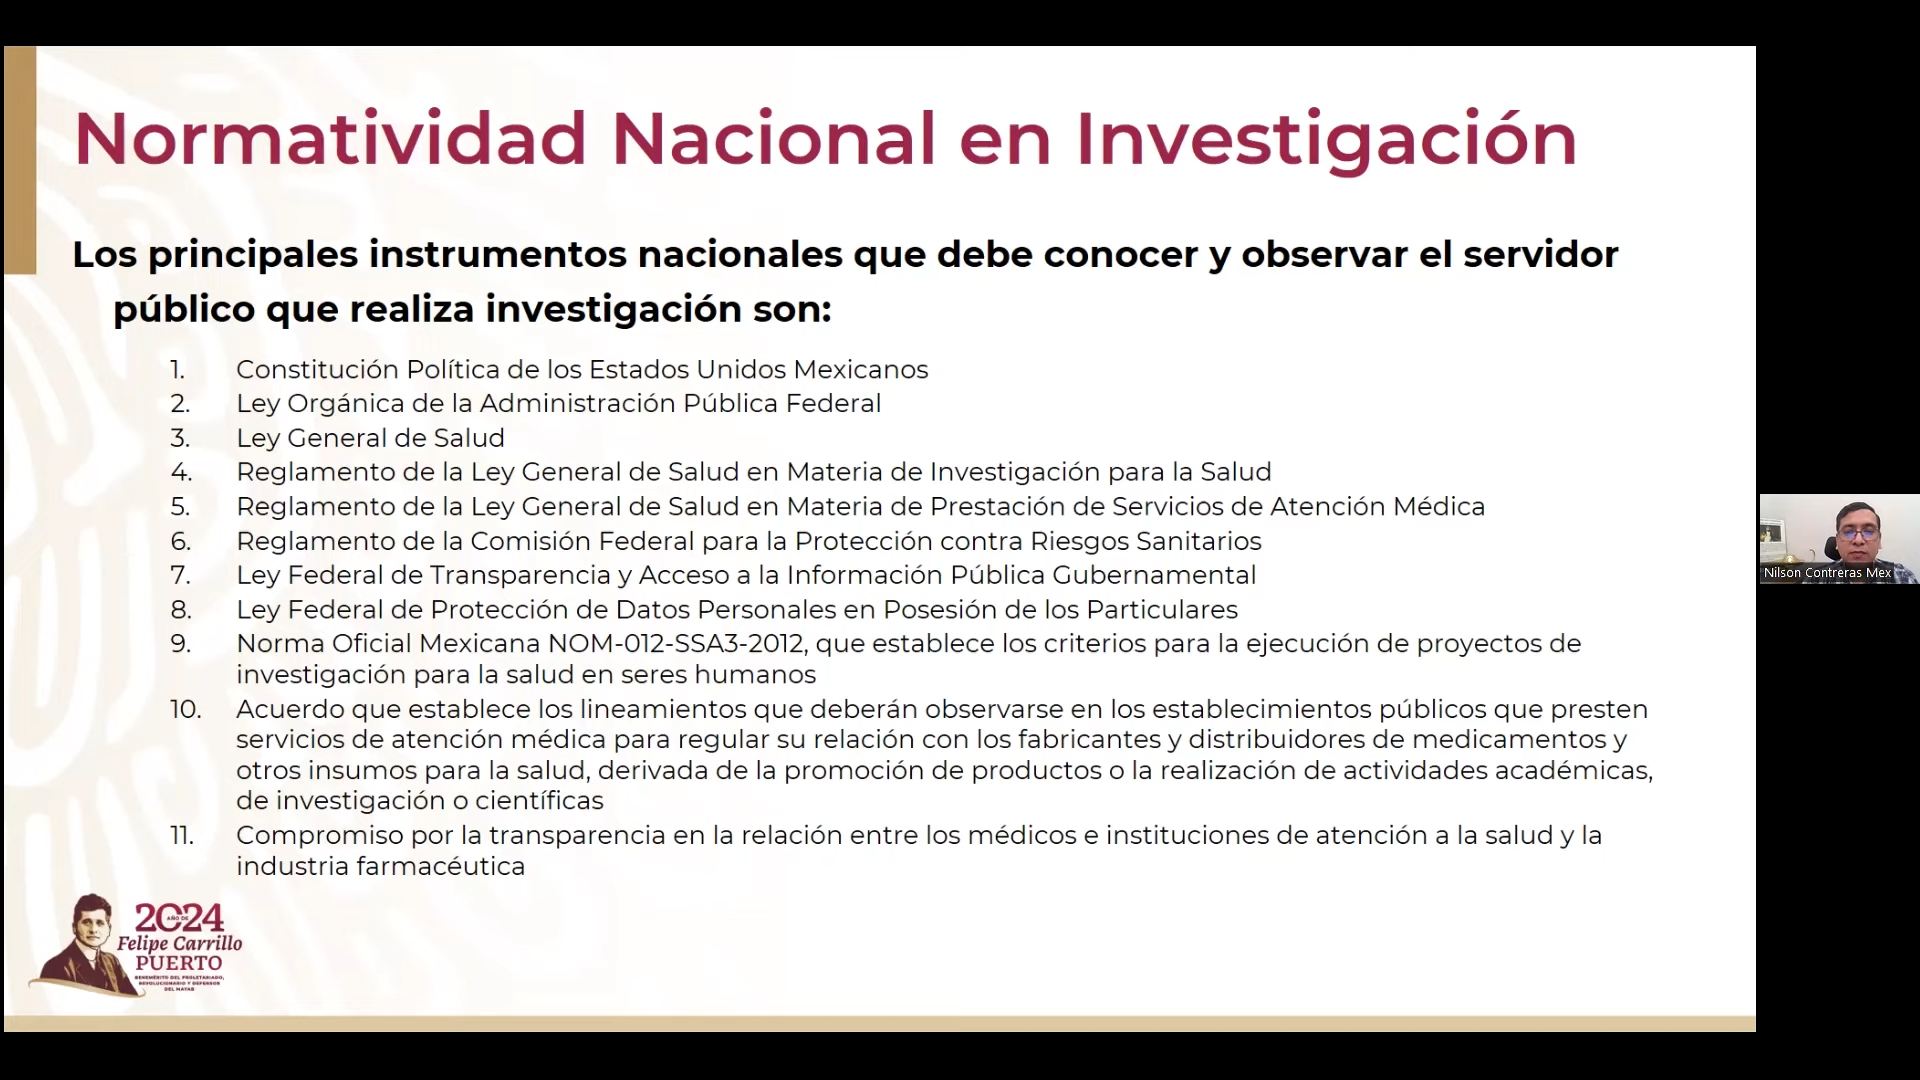 Normatividad Nacional en Investigación
Los principales instrumentos nacionales que debe conocer y observar el servidor
público que realiza investigación son:
1. Constitución Política de los Estados Unidos Mexicanos
2. Ley Orgánica de la Administración Pública Federal
3. Ley General de Salud
4. Reglamento de la Ley General de Salud en Materia de Investigación para la Salud
5. Reglamento de la Ley General de Salud en Materia de Prestación de Servicios de Atención Médica
6. Reglamento de la Comisión Federal para la Protección contra Riesgos Sanitarios
7. Ley Federal de Transparencia y Acceso a la Información Pública Gubernamental
8. Ley Federal de Protección de Datos Personales en Posesión de los Particulares
9. Norma Oficial Mexicana NOM-012-SSA3-2012, que establece los criterios para la ejecución de proyectos de
investigación para la salud en seres humanos
10. Acuerdo que establece los lineamientos que deberán observarse en los establecimientos públicos que presten
servicios de atención médica para regular su relación con los fabricantes y distribuidores de medicamentos y
otros insumos para la salud, derivada de la promoción de productos o la realización de actividades académicas,
de investigación o científicas
11. Compromiso por la transparencia en la relación entre los médicos e instituciones de atención a la salud y la
industria farmacéutica
2024
AÑO DE
Felipe Carrillo
PUERTO
BENEMÉRITO DEL PROLETARIADO,
REVOLUCIONARIO Y DEFENSOR
DEL MAYAB
Nilson Contreras Mex